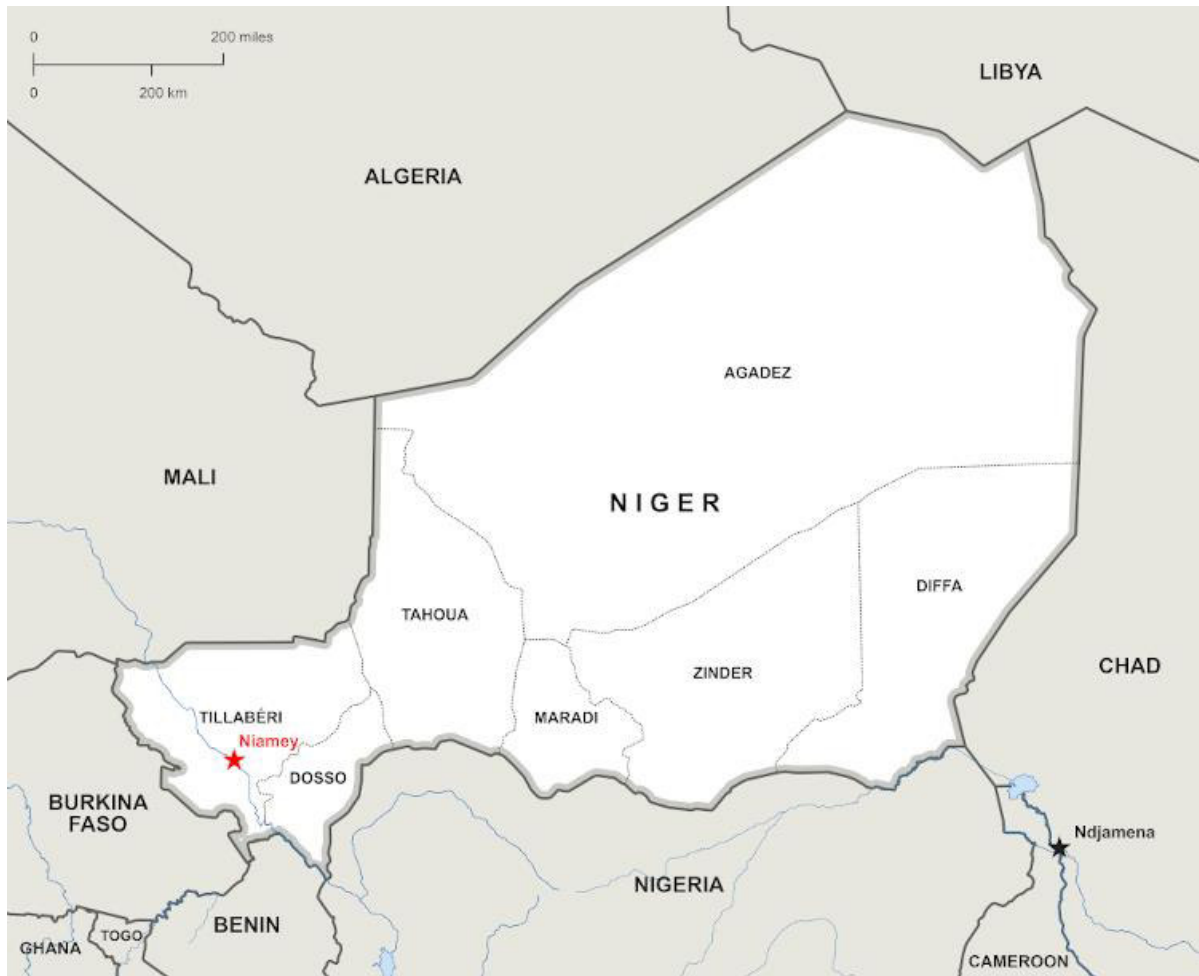 0 200 miles
0 200 km
LIBYA
ALGERIA
AGADEZ
MALI
NIGER
DIFFA
TAHOUA
CHAD
ZINDER
TILLABÉRI
MARADI
Niamey
DOSSO
BURKINA
FASO
Ndjamena
NIGERIA
BENIN
TOGO
GHANA
CAMEROON